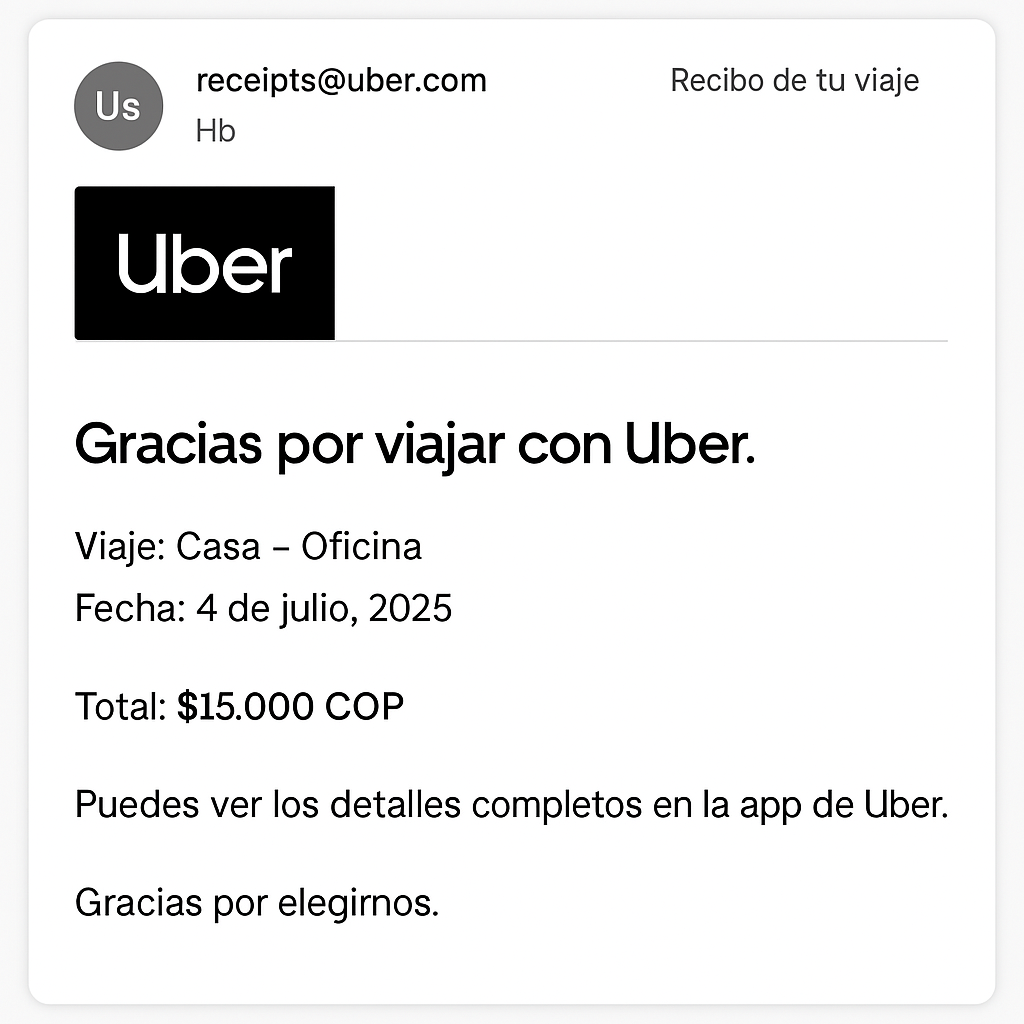 Us
receipts@uber.com
Recibo de tu viaje
Hb
Uber
Gracias por viajar con Uber.
Viaje: Casa – Oficina
Fecha: 4 de julio, 2025
Total: $15.000 COP
Puedes ver los detalles completos en la app de Uber.
Gracias por elegirnos.